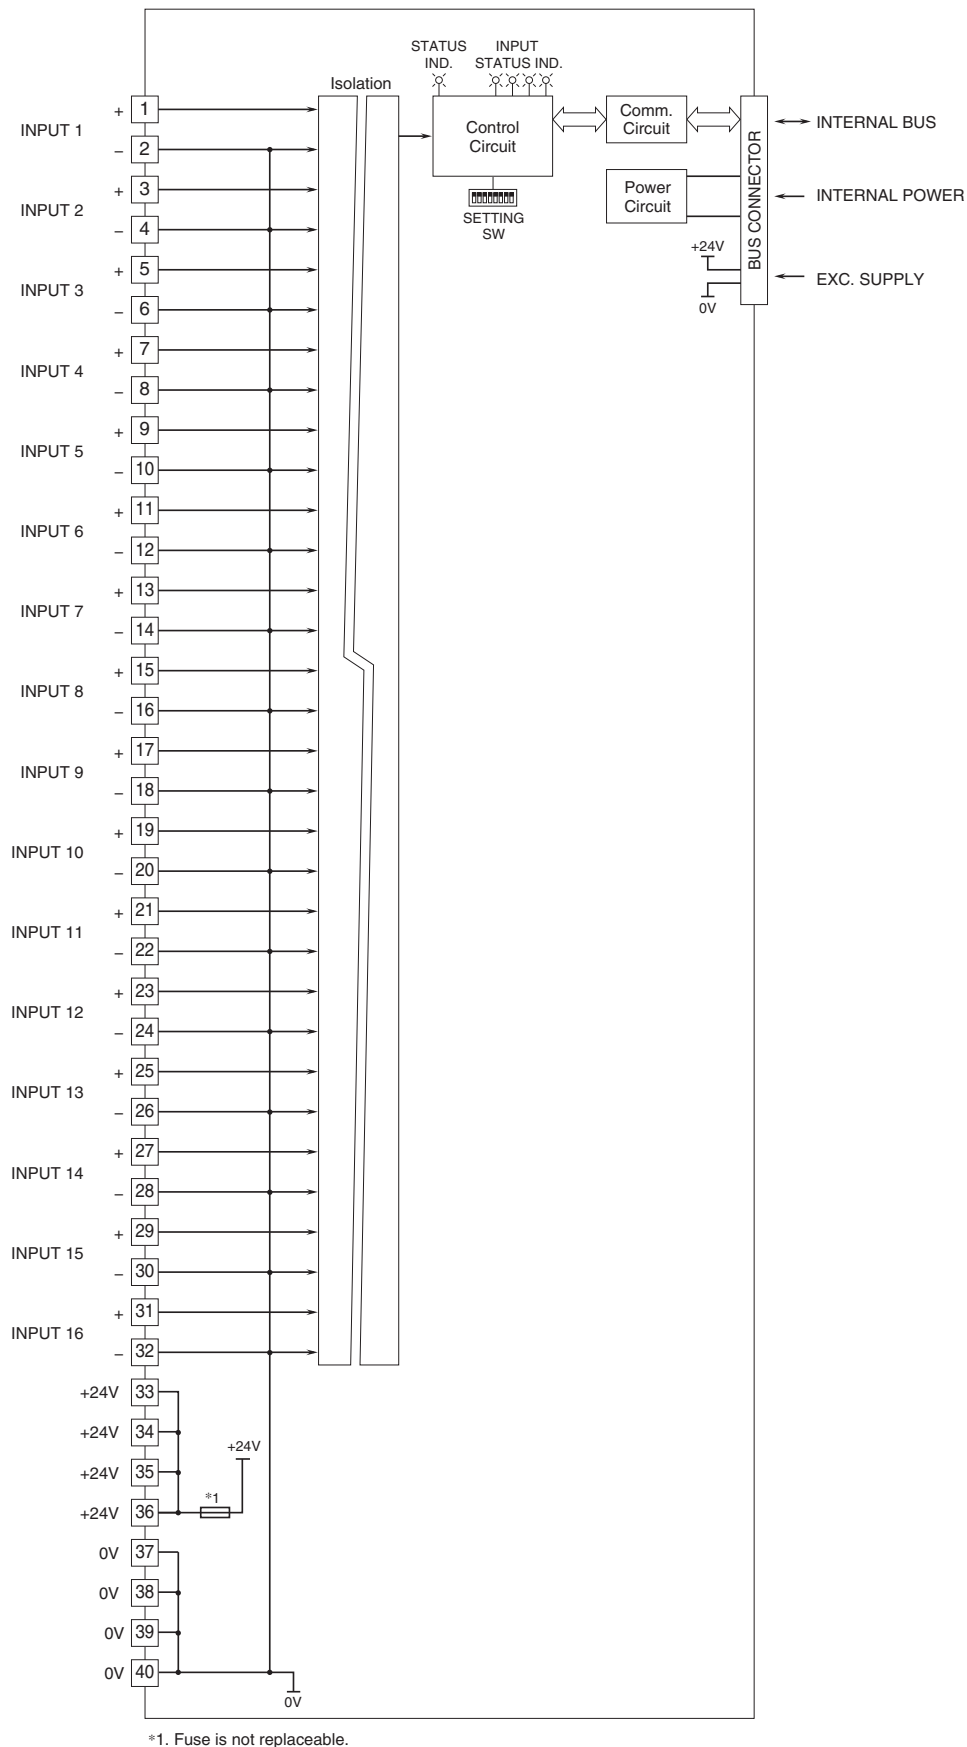 STATUS IND.
INPUT STATUS IND.
Isolation
Control Circuit
Comm. Circuit
Power Circuit
SETTING SW
BUS CONNECTOR
INTERNAL BUS
INTERNAL POWER
EXC. SUPPLY
+24V
0V
INPUT 1
+ 1
– 2
INPUT 2
+ 3
– 4
INPUT 3
+ 5
– 6
INPUT 4
+ 7
– 8
INPUT 5
+ 9
– 10
INPUT 6
+ 11
– 12
INPUT 7
+ 13
– 14
INPUT 8
+ 15
– 16
INPUT 9
+ 17
– 18
INPUT 10
+ 19
– 20
INPUT 11
+ 21
– 22
INPUT 12
+ 23
– 24
INPUT 13
+ 25
– 26
INPUT 14
+ 27
– 28
INPUT 15
+ 29
– 30
INPUT 16
+ 31
– 32
+24V 33
+24V 34
+24V
+24V 35
*1
+24V 36
0V 37
0V 38
0V 39
0V 40
0V
*1. Fuse is not replaceable.